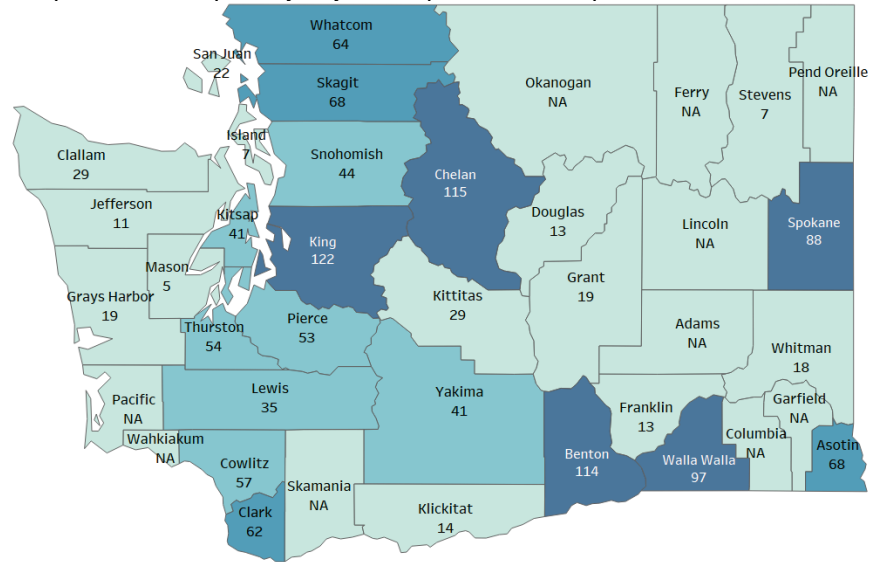 Whatcom
64
San Juan
22
Skagit
68
Okanogan
NA
Ferry
NA
Stevens
7
Pend Oreille
NA
Island
7
Clallam
29
Snohomish
44
Chelan
115
Jefferson
11
Kitsap
41
King
122
Douglas
13
Lincoln
NA
Spokane
88
Mason
5
Grays Harbor
19
Kittitas
29
Grant
19
Thurston
54
Pierce
53
Adams
NA
Whitman
18
Pacific
NA
Lewis
35
Yakima
41
Franklin
13
Garfield
NA
Wahkiakum
NA
Columbia
NA
Asotin
68
Cowlitz
57
Benton
114
Walla Walla
97
Skamania
NA
Clark
62
Klickitat
14